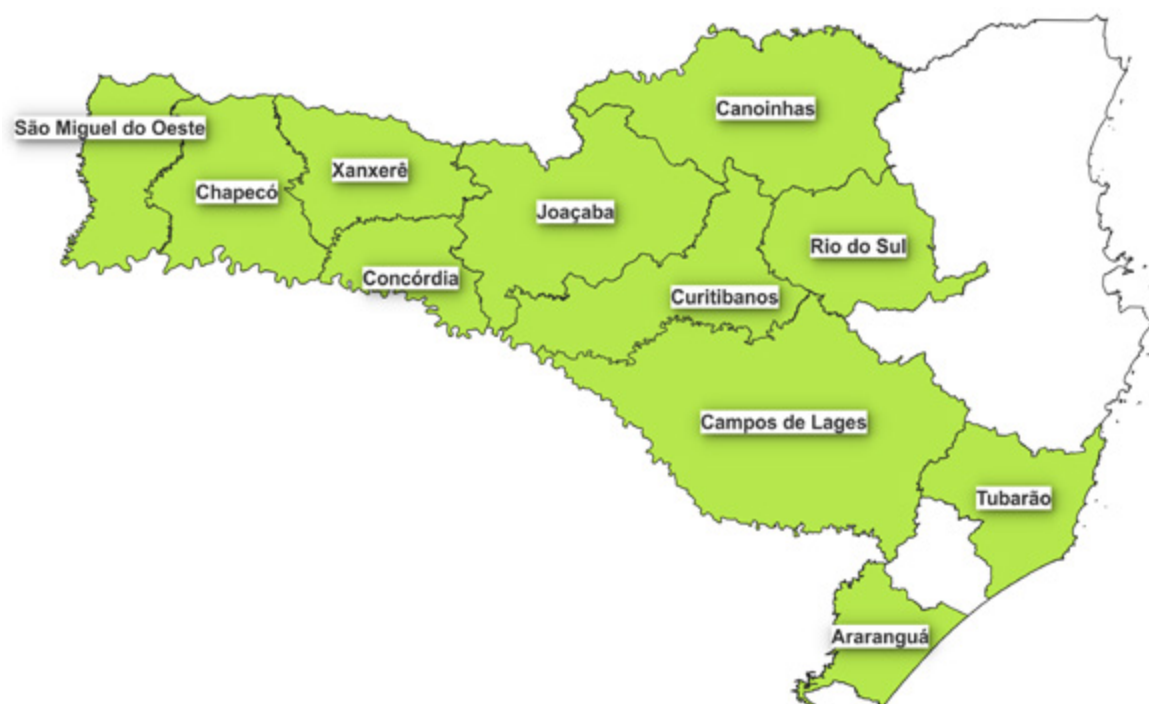 Canoinhas
São Miguel do Oeste
Xanxerê
Chapecó
Joaçaba
Rio do Sul
Concórdia
Curitibanos
Campos de Lages
Tubarão
Araranguá